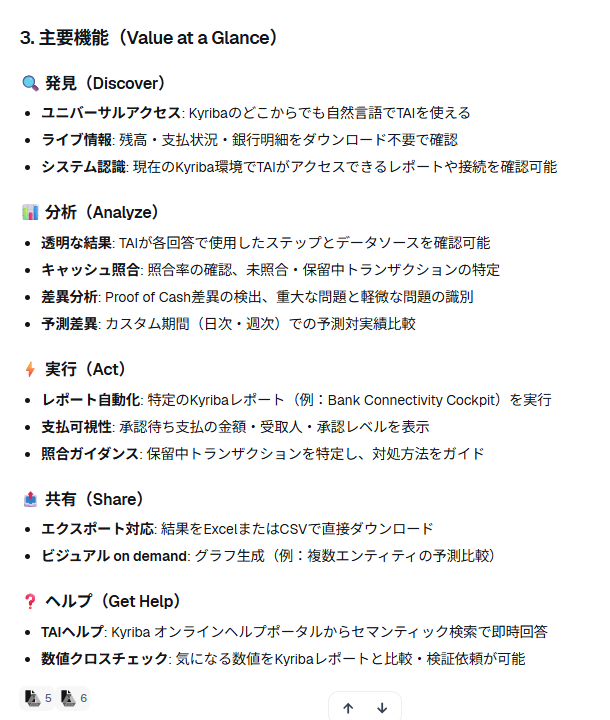 3. 主要機能（Value at a Glance）
発見（Discover）
ユニバーサルアクセス: Kyribaのどこからでも自然言語でTAIを使える
ライブ情報: 残高・支払状況・銀行明細をダウンロード不要で確認
システム認識: 現在のKyriba環境でTAIがアクセスできるレポートや接続を確認可能
分析（Analyze）
透明な結果: TAIが各回答で使用したステップとデータソースを確認可能
キャッシュ照合: 照合率の確認、未照合・保留中トランザクションの特定
差異分析: Proof of Cash差異の検出、重大な問題と軽微な問題の識別
予測差異: カスタム期間（日次・週次）での予測対実績比較
実行（Act）
レポート自動化: 特定のKyribaレポート（例：Bank Connectivity Cockpit）を実行
支払可視性: 承認待ち支払の金額・受取人・承認レベルを表示
照合ガイダンス: 保留中トランザクションを特定し、対処方法をガイド
共有（Share）
エクスポート対応: 結果をExcelまたはCSVで直接ダウンロード
ビジュアル on demand: グラフ生成（例：複数エンティティの予測比較）
ヘルプ（Get Help）
TAIヘルプ: Kyriba オンラインヘルプポータルからセマンティック検索で即時回答
数値クロスチェック: 気になる数値をKyribaレポートと比較・検証依頼が可能
5 6